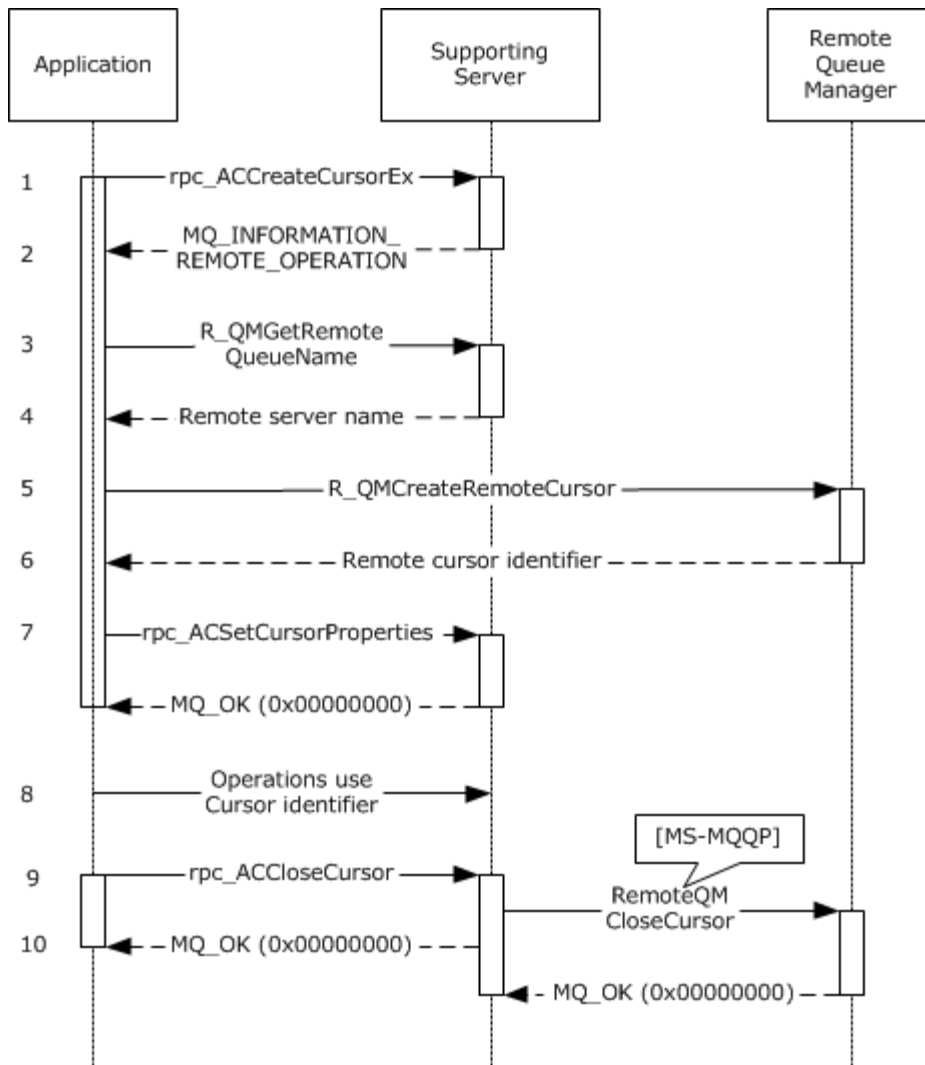 Application
Supporting
Server
Remote
Queue
Manager
1
rpc_ACCreateCursorEx
2
MQ_INFORMATION_
REMOTE_OPERATION
3
R_QMGetRemote
QueueName
4
Remote server name
5
R_QMCreateRemoteCursor
6
Remote cursor identifier
7
rpc_ACSetCursorProperties
MQ_OK (0x00000000)
8
Operations use
Cursor identifier
[MS-MQQP]
9
rpc_ACCloseCursor
RemoteQM
CloseCursor
10
MQ_OK (0x00000000)
MQ_OK (0x00000000)